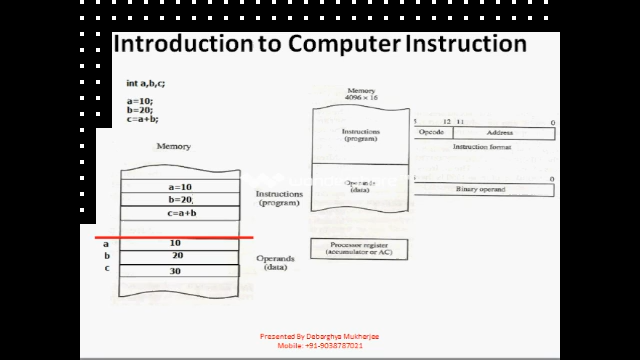 Introduction to Computer Instruction
int a,b,c;
a=10;
b=20;
c=a+b;
Memory
a=10
b=20;
c=a+b
Instructions
(program)
a 10
b 20
c 30
Operands
(data)
Memory
4096 × 16
Instructions
(program)
Operands
(data)
Processor register
(accumulator or AC)
12 11 0
Opcode Address
Instruction format
0
Binary operand
Presented By Debarghya Mukherjee
Mobile: +91-9038787021